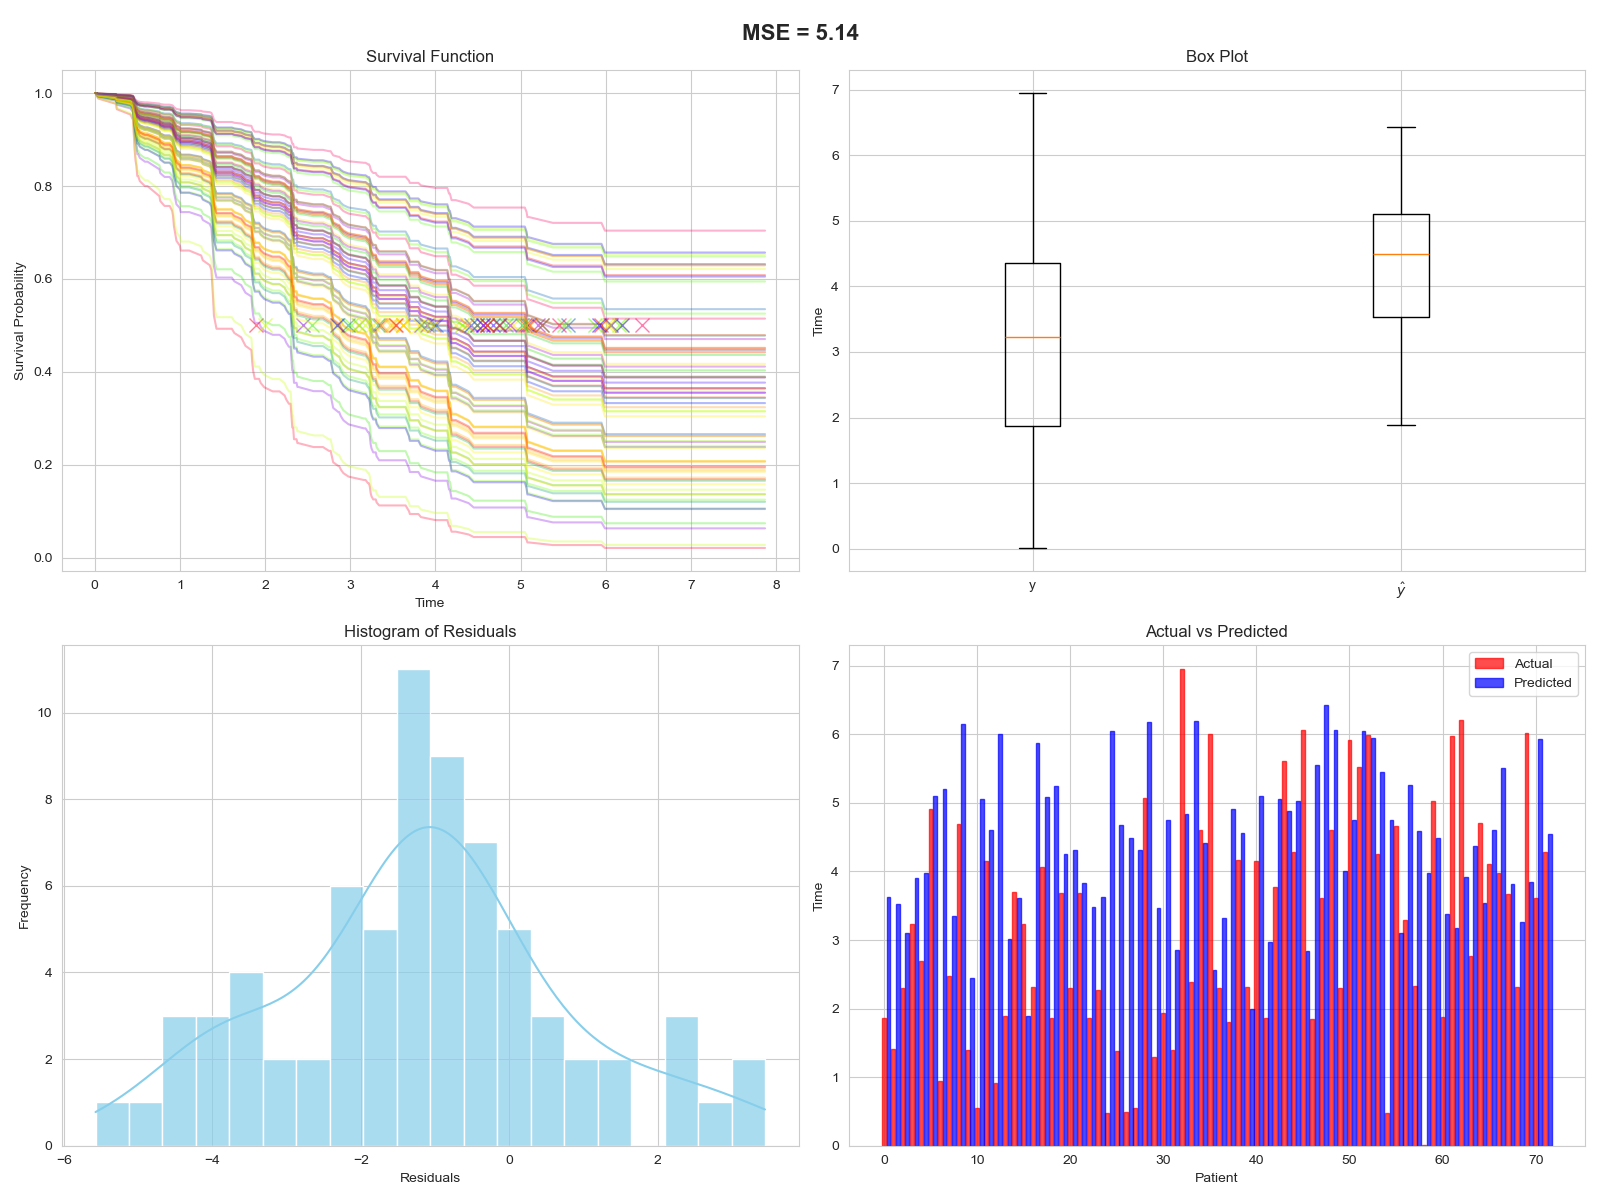 MSE = 5.14
Survival Function
1.0
0.8
0.6
0.4
0.2
0.0
Survival Probability
0 1 2 3 4 5 6 7 8
Time
Box Plot
7
6
5
4
3
2
1
0
Time
y ŷ
Histogram of Residuals
10
8
6
4
2
0
Frequency
−6 −4 −2 0 2
Residuals
Actual vs Predicted
Actual
Predicted
7
6
5
4
3
2
1
0
Time
0 10 20 30 40 50 60 70
Patient